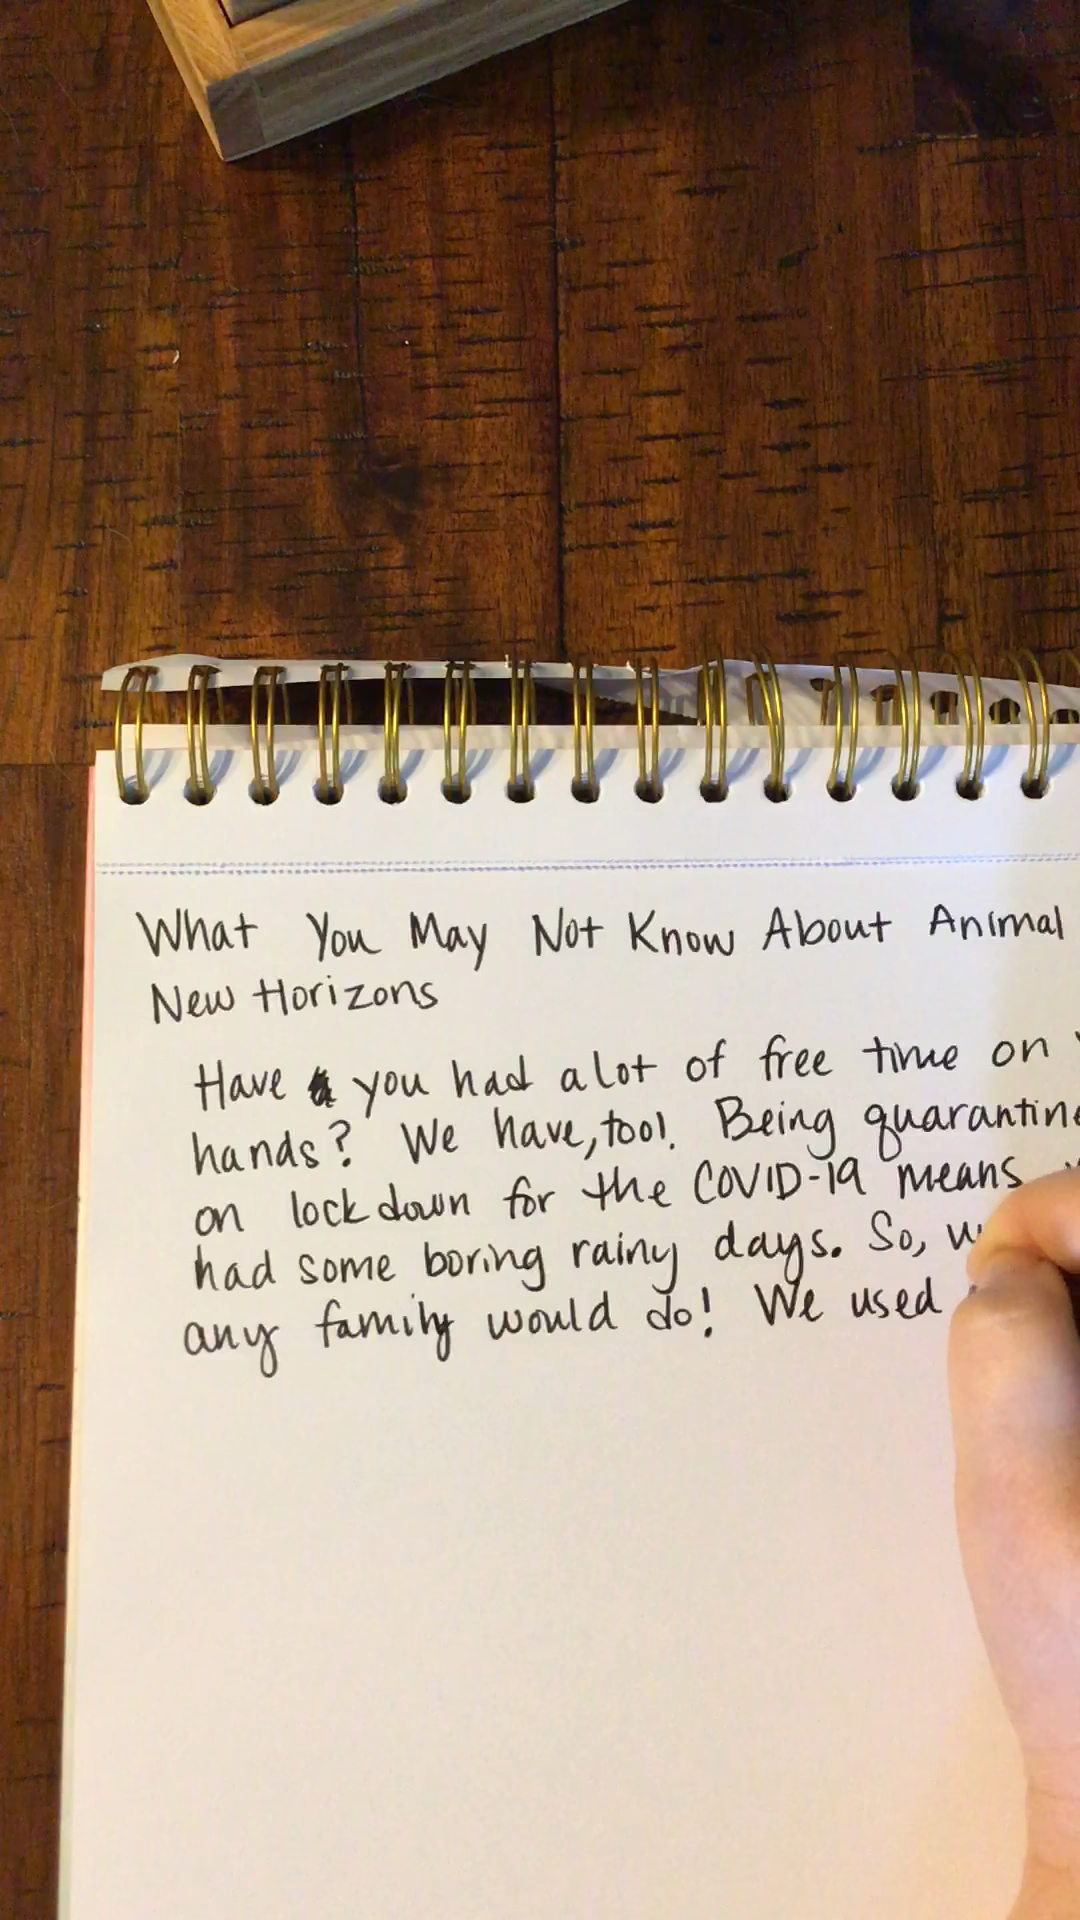 What You May Not Know About Animal
New Horizons
Have you had alot of free time on
hands? We have, too! Being quarantine
on lockdown for the COVID-19 means
had some boring rainy days. So,
any family would do! We used